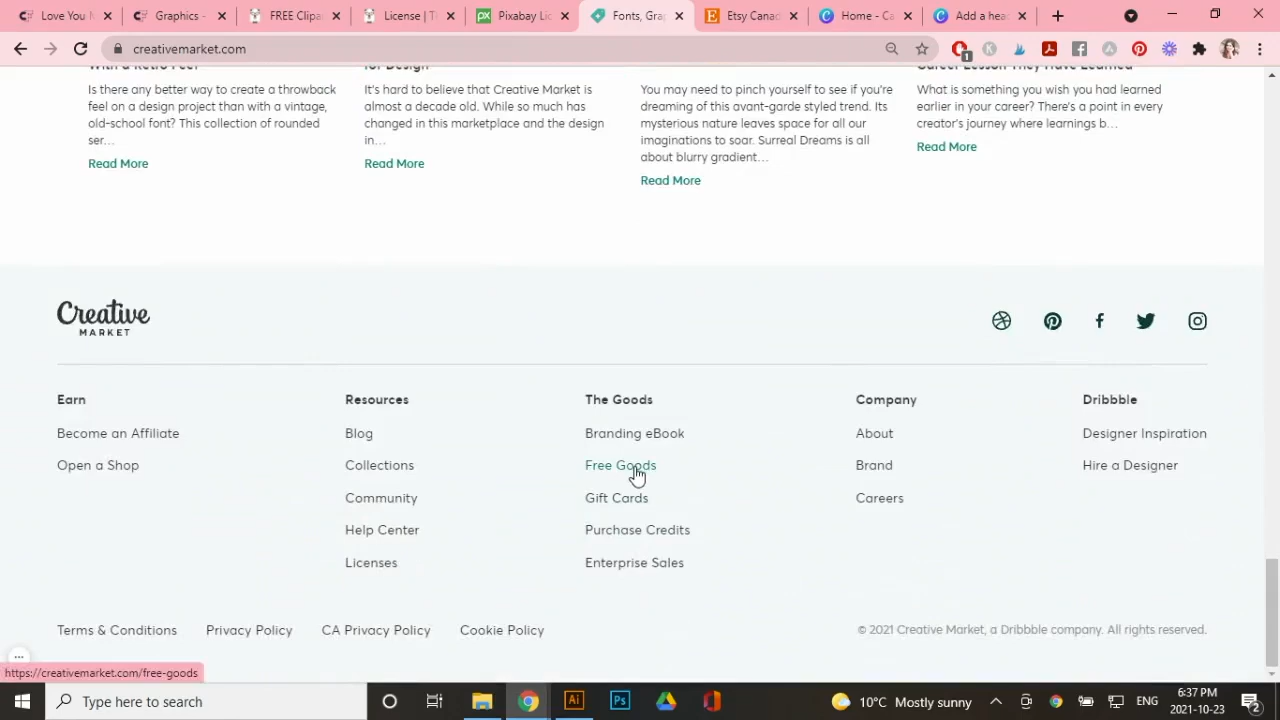 Love You M
Graphics -
FREE Clipa
License | T
Pixabay Lic
Fonts, Gra
Etsy Canad
Home - Ca
Add a hea
creativemarket.com
1
With a Retro Feel
for Design
Career Lesson They Have Learned
Is there any better way to create a throwback
feel on a design project than with a vintage,
old-school font? This collection of rounded
ser…
Read More
It's hard to believe that Creative Market is
almost a decade old. While so much has
changed in this marketplace and the design
in…
Read More
You may need to pinch yourself to see if you're
dreaming of this avant-garde styled trend. Its
mysterious nature leaves space for all our
imaginations to soar. Surreal Dreams is all
about blurry gradient…
Read More
What is something you wish you had learned
earlier in your career? There's a point in every
creator's journey where learnings b…
Read More
Creative
MARKET
Earn
Become an Affiliate
Open a Shop
Resources
Blog
Collections
Community
Help Center
Licenses
The Goods
Branding eBook
Free Goods
Gift Cards
Purchase Credits
Enterprise Sales
Company
About
Brand
Careers
Dribbble
Designer Inspiration
Hire a Designer
Terms & Conditions
Privacy Policy
CA Privacy Policy
Cookie Policy
© 2021 Creative Market, a Dribbble company. All rights reserved.
https://creativemarket.com/free-goods
Type here to search
Ai
Ps
10°C Mostly sunny
ENG
6:37 PM
2021-10-23
2